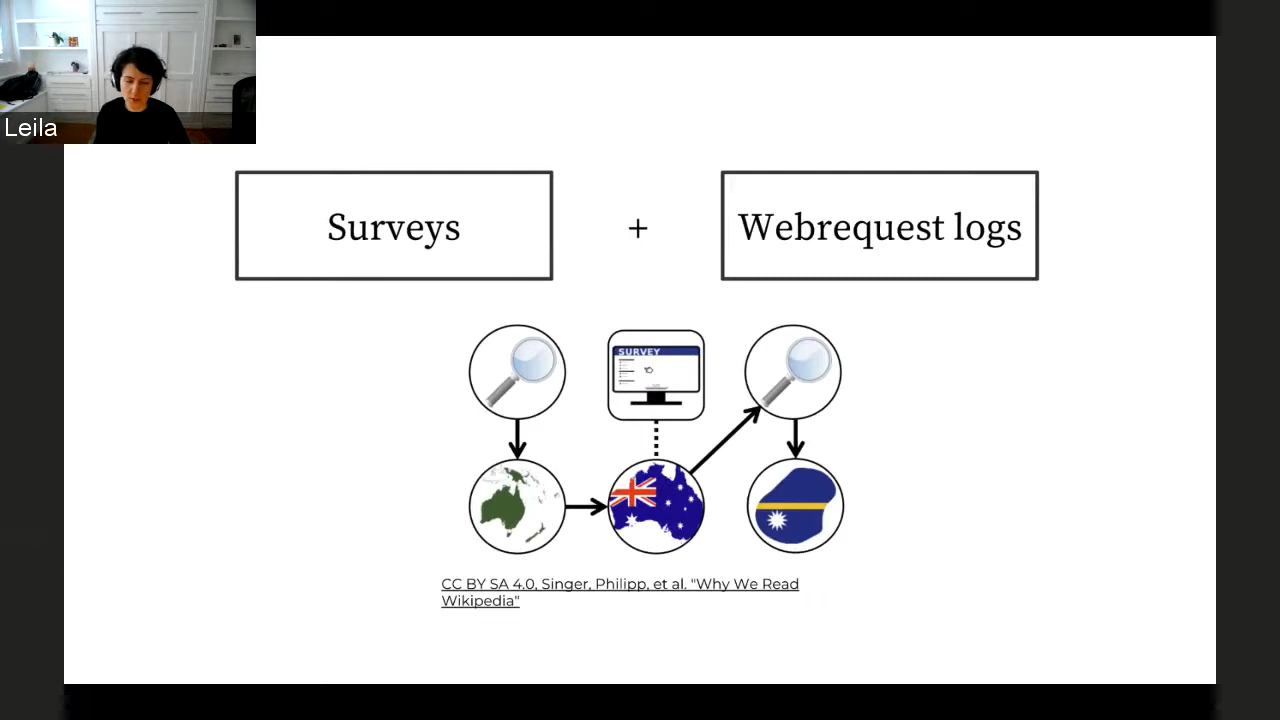 Leila
Surveys
+
Webrequest logs
SURVEY
CC BY SA 4.0, Singer, Philipp, et al. "Why We Read
Wikipedia"